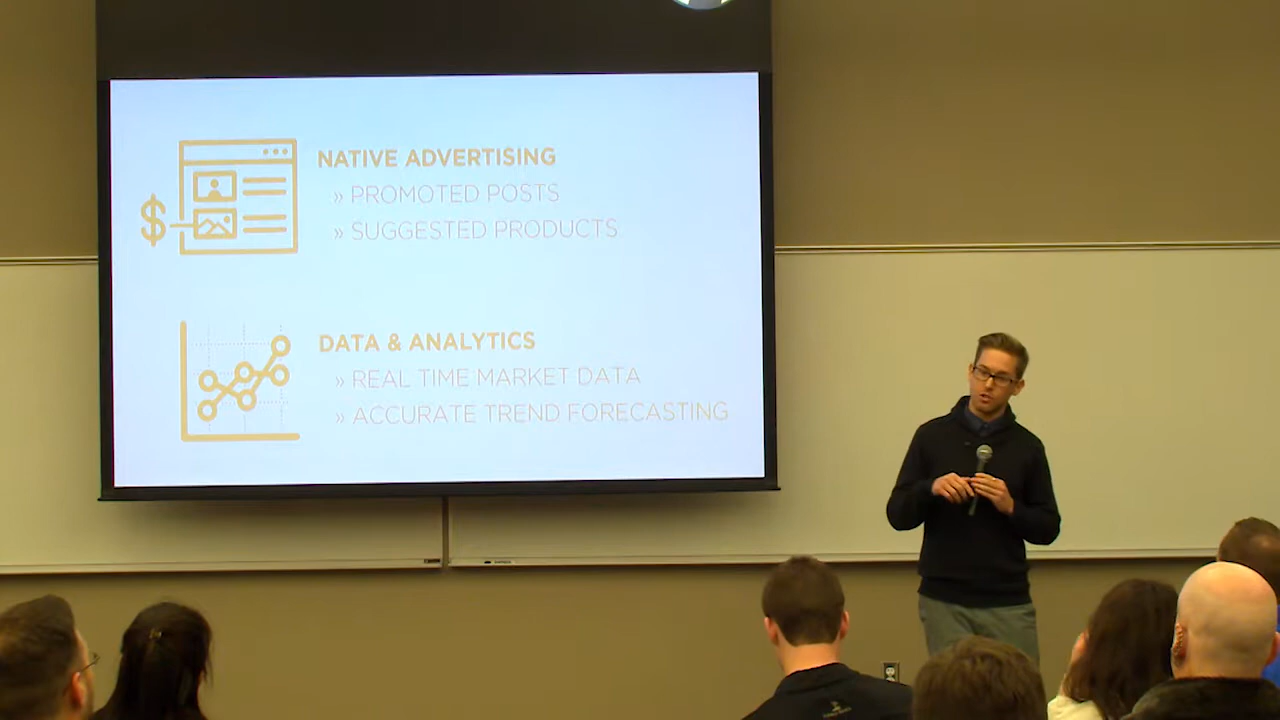 NATIVE ADVERTISING
» PROMOTED POSTS
» SUGGESTED PRODUCTS
$
DATA & ANALYTICS
» REAL TIME MARKET DATA
» ACCURATE TREND FORECASTING